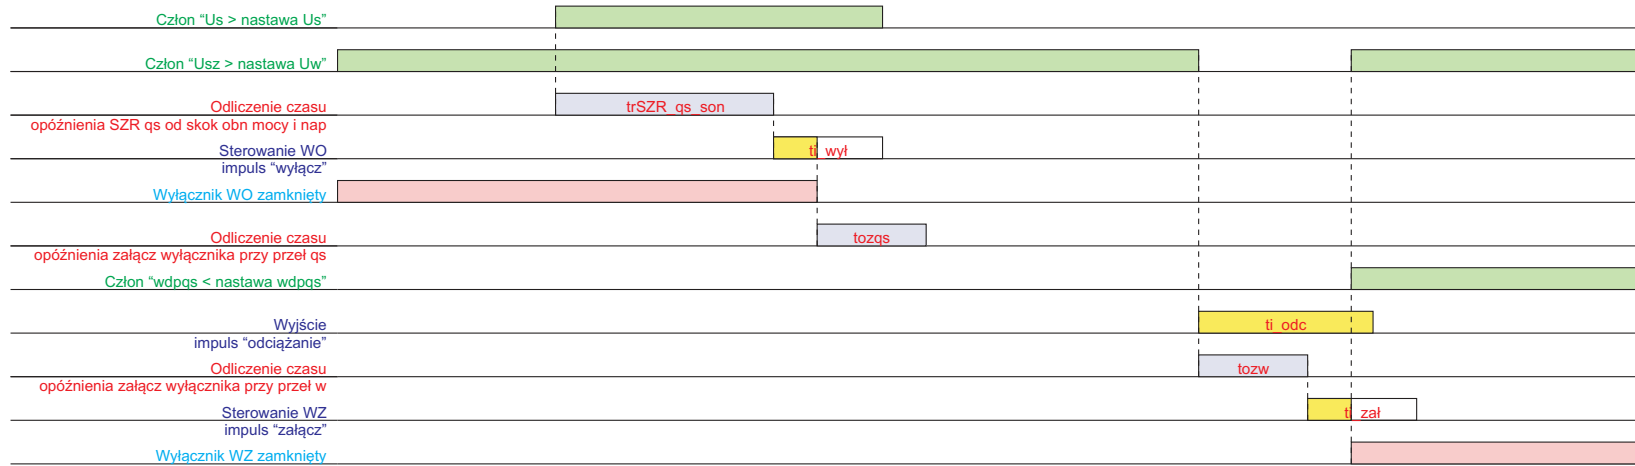 Człon “Us > nastawa Us”
Człon “Usz > nastawa Uw”
Odliczenie czasu
opóźnienia SZR qs od skok obn mocy i nap
trSZR_qs_son
Sterowanie WO
impuls “wyłącz”
ti_wył
Wyłącznik WO zamknięty
Odliczenie czasu
opóźnienia załącz wyłącznika przy przeł qs
tozqs
Człon “wdpqs < nastawa wdpqs”
Wyjście
impuls “odciążanie”
ti_odc
Odliczenie czasu
opóźnienia załącz wyłącznika przy przeł w
tozw
Sterowanie WZ
impuls “załącz”
ti_zał
Wyłącznik WZ zamknięty